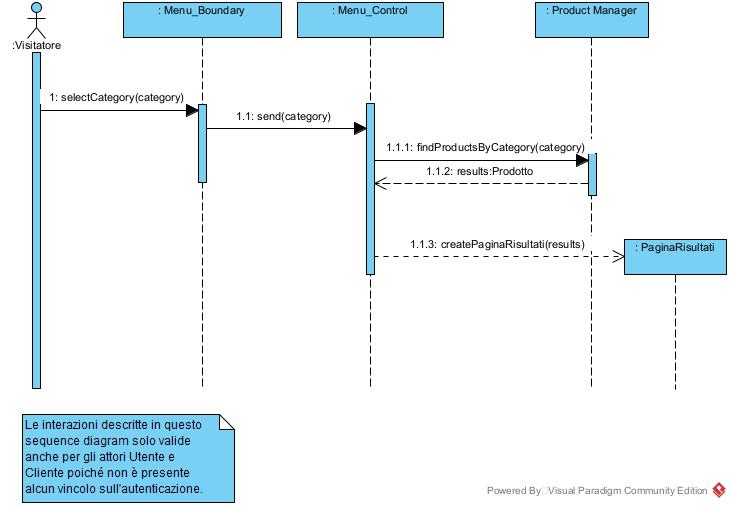 : Menu_Boundary
: Menu_Control
: Product Manager
:Visitatore
1: selectCategory(category)
1.1: send(category)
1.1.1: findProductsByCategory(category)
1.1.2: results:Prodotto
1.1.3: createPaginaRisultati(results)
: PaginaRisultati
Le interazioni descritte in questo
sequence diagram solo valide
anche per gli attori Utente e
Cliente poiché non è presente
alcun vincolo sull'autenticazione.
Powered By Visual Paradigm Community Edition